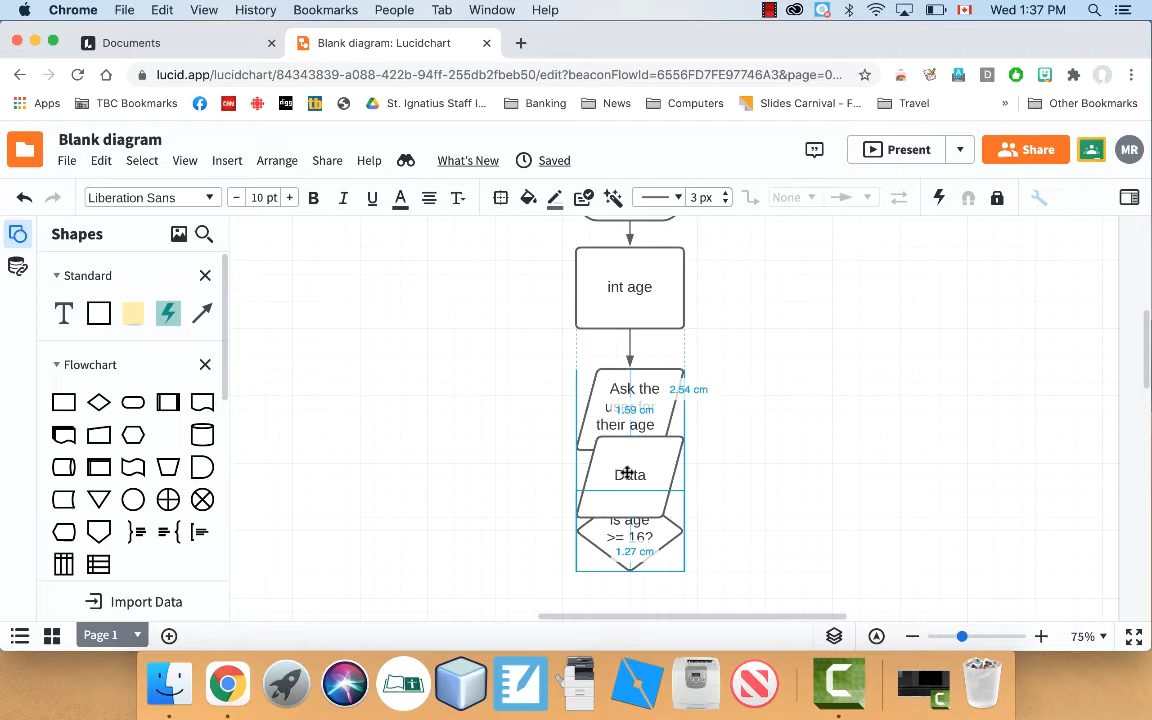 Chrome File Edit View History Bookmarks People Tab Window Help Wed 1:37 PM
Documents Blank diagram: Lucidchart
lucid.app/lucidchart/84343839-a088-422b-94ff-255db2fbeb50/edit?beaconFlowId=6556FD7FE97746A3&page=0...
Apps TBC Bookmarks CNN digg tb St. Ignatius Staff I... Banking News Computers Slides Carnival – F... Travel » Other Bookmarks
Blank diagram
File Edit Select View Insert Arrange Share Help What's New Saved
Present Share MR
Liberation Sans − 10 pt + B I U A T 3 px None
Shapes
Standard
T
Flowchart
Import Data
int age
Ask the
2.54 cm
1.59 cm
their age
Data
is age
>= 16?
1.27 cm
Page 1 75%